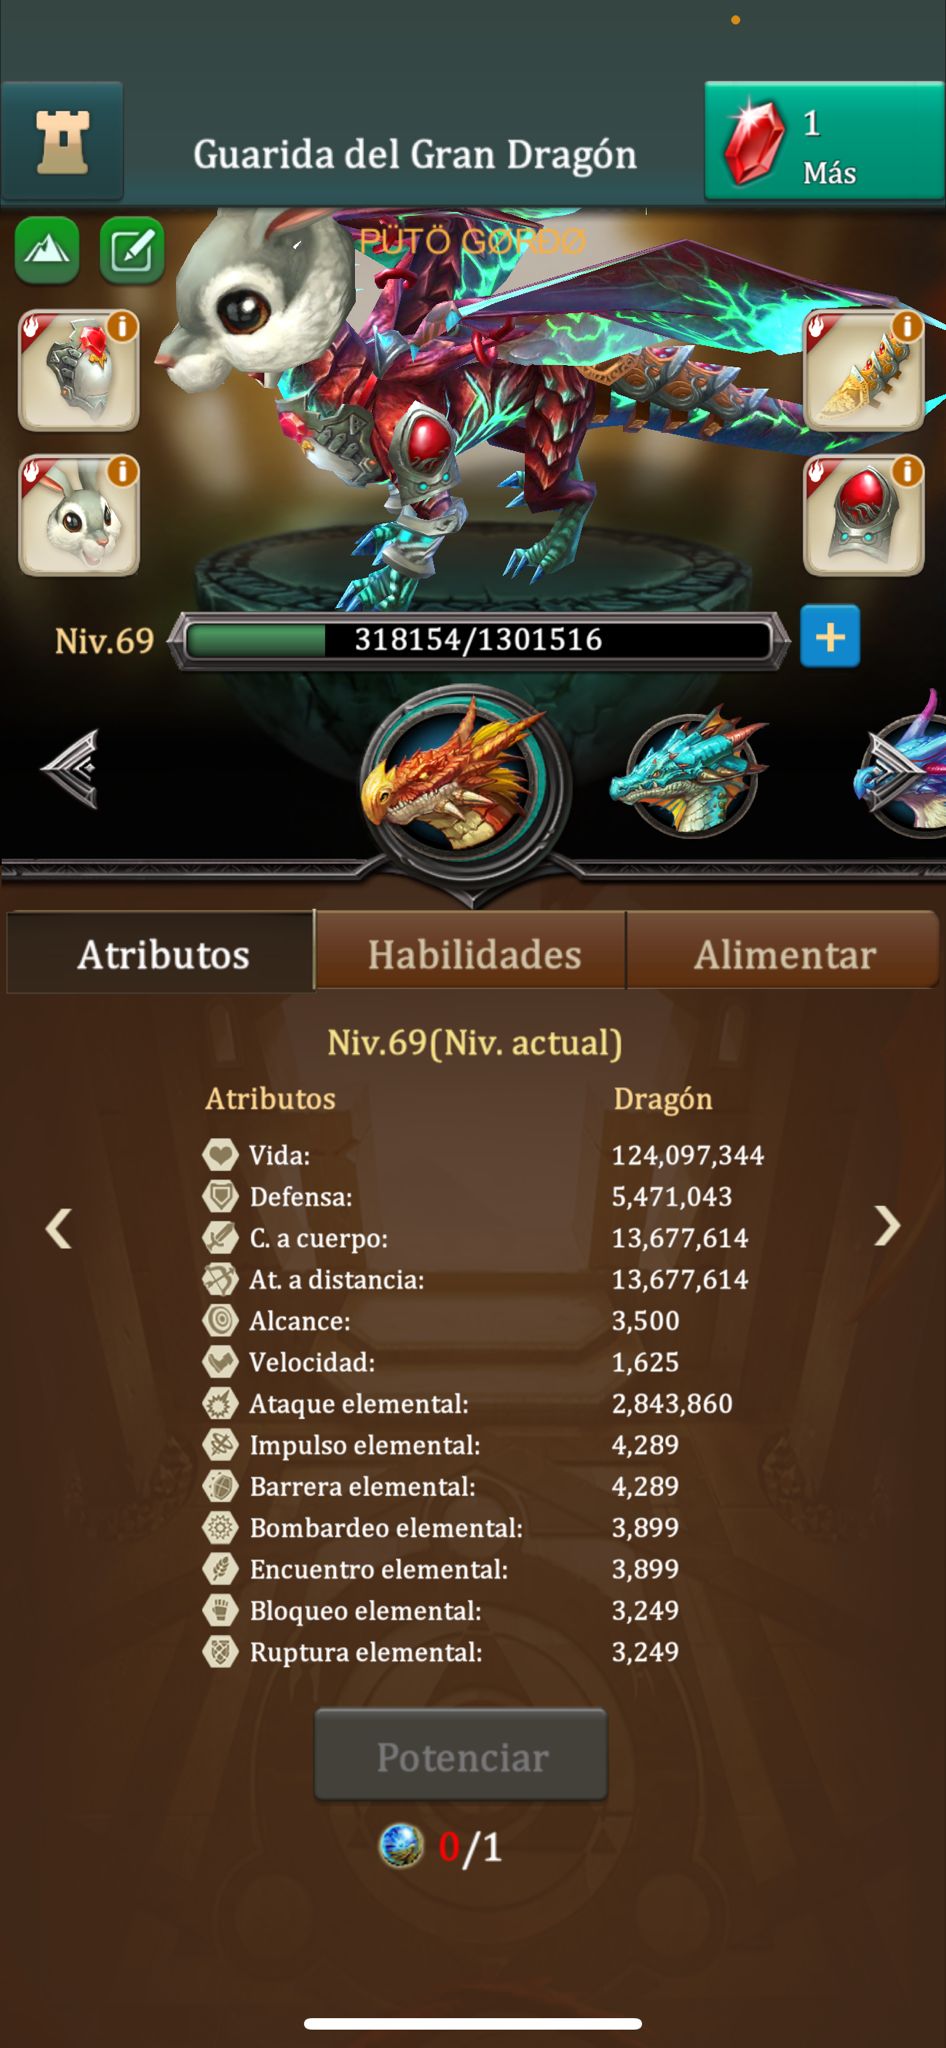 1
Guarida del Gran Dragón
Más
PÜTÖ GØRÐØ
Niv.69
318154/1301516
Atributos
Habilidades
Alimentar
Niv.69(Niv. actual)
Atributos Dragón
Vida: 124,097,344
Defensa: 5,471,043
C. a cuerpo: 13,677,614
At. a distancia: 13,677,614
Alcance: 3,500
Velocidad: 1,625
Ataque elemental: 2,843,860
Impulso elemental: 4,289
Barrera elemental: 4,289
Bombardeo elemental: 3,899
Encuentro elemental: 3,899
Bloqueo elemental: 3,249
Ruptura elemental: 3,249
Potenciar
0/1